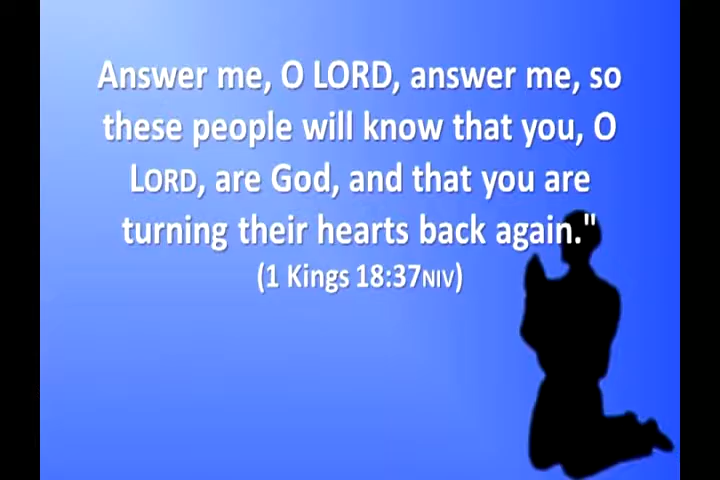 Answer me, O LORD, answer me, so
these people will know that you, O
LORD, are God, and that you are
turning their hearts back again."
(1 Kings 18:37NIV)